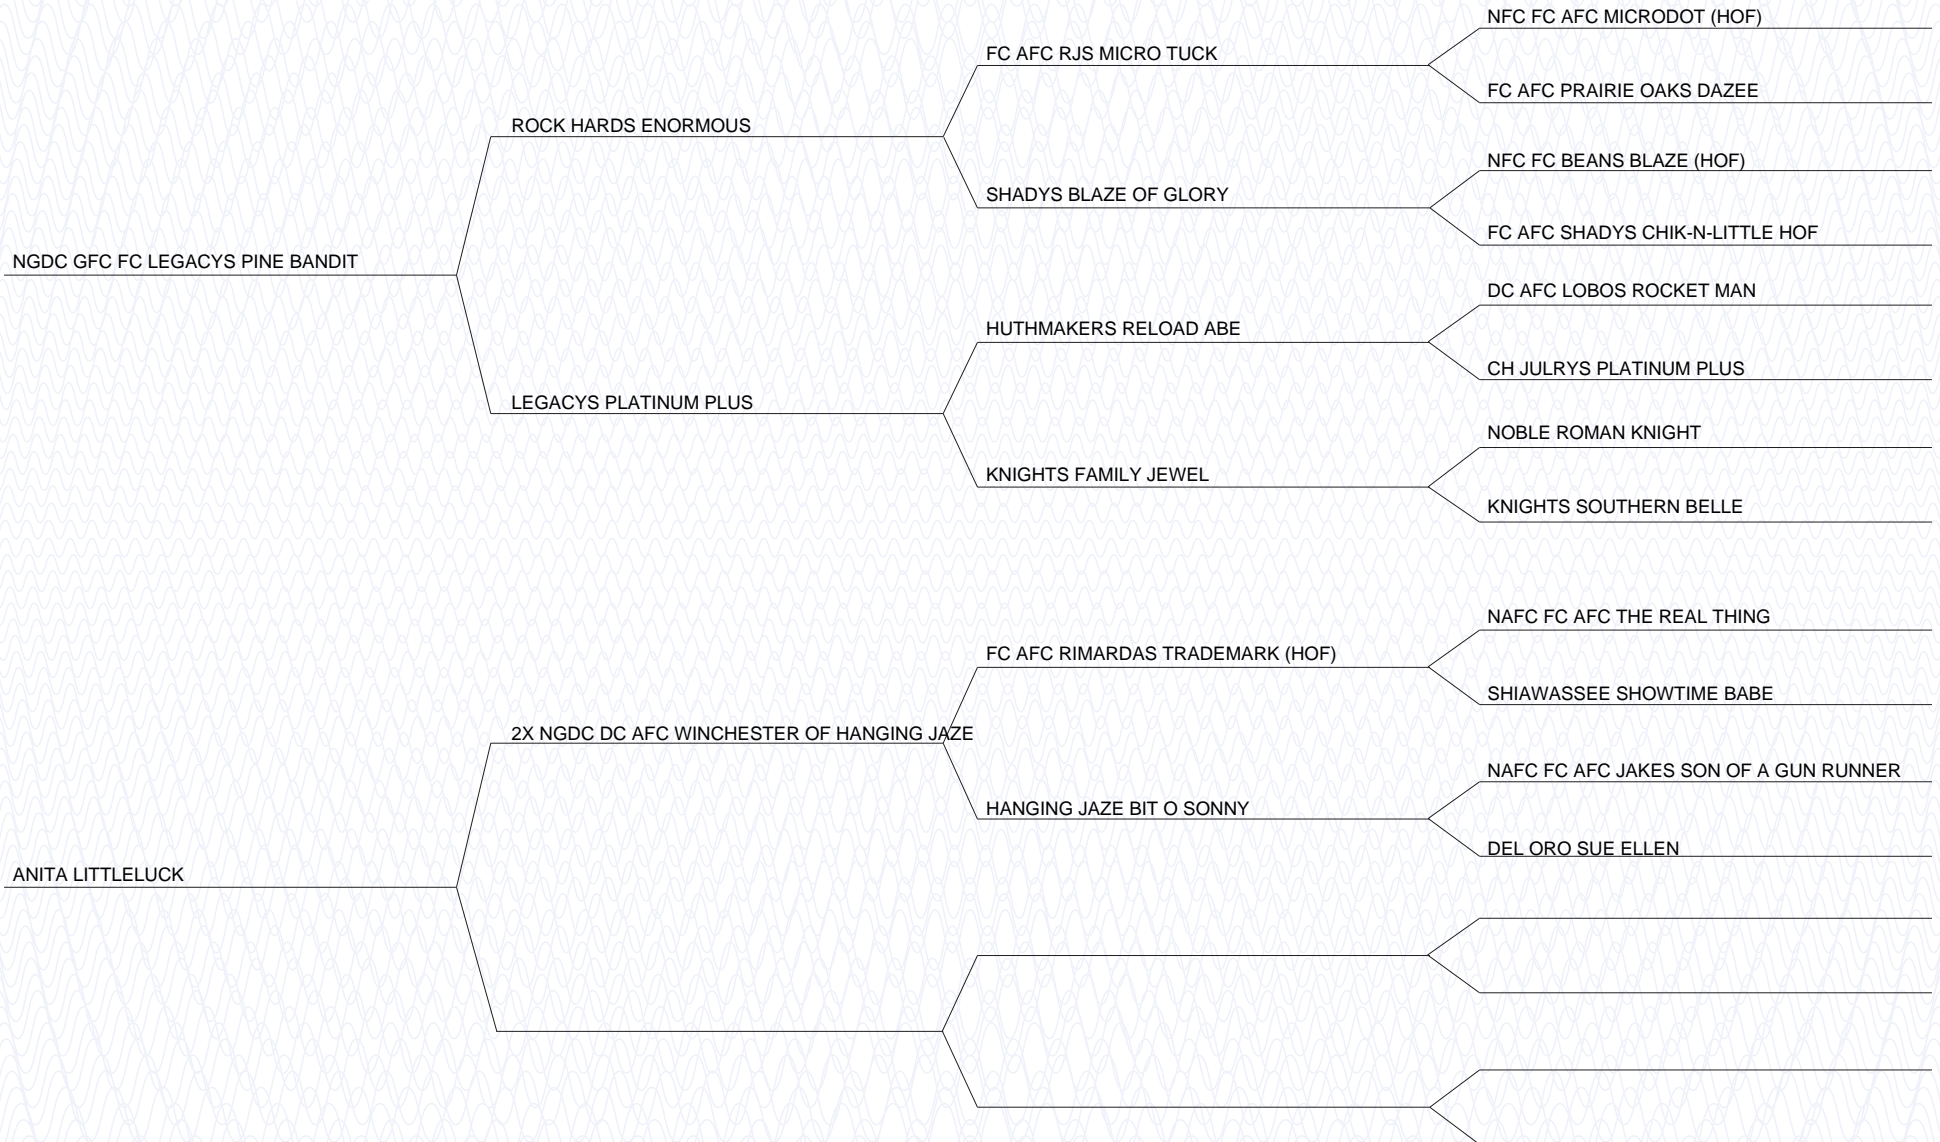 NFC FC AFC MICRODOT (HOF)
FC AFC RJS MICRO TUCK
FC AFC PRAIRIE OAKS DAZEE
ROCK HARDS ENORMOUS
NFC FC BEANS BLAZE (HOF)
SHADYS BLAZE OF GLORY
FC AFC SHADYS CHIK-N-LITTLE HOF
NGDC GFC FC LEGACYS PINE BANDIT
DC AFC LOBOS ROCKET MAN
HUTHMAKERS RELOAD ABE
CH JULRYS PLATINUM PLUS
LEGACYS PLATINUM PLUS
NOBLE ROMAN KNIGHT
KNIGHTS FAMILY JEWEL
KNIGHTS SOUTHERN BELLE
NAFC FC AFC THE REAL THING
FC AFC RIMARDAS TRADEMARK (HOF)
SHIAWASSEE SHOWTIME BABE
2X NGDC DC AFC WINCHESTER OF HANGING JAZE
NAFC FC AFC JAKES SON OF A GUN RUNNER
HANGING JAZE BIT O SONNY
DEL ORO SUE ELLEN
ANITA LITTLELUCK